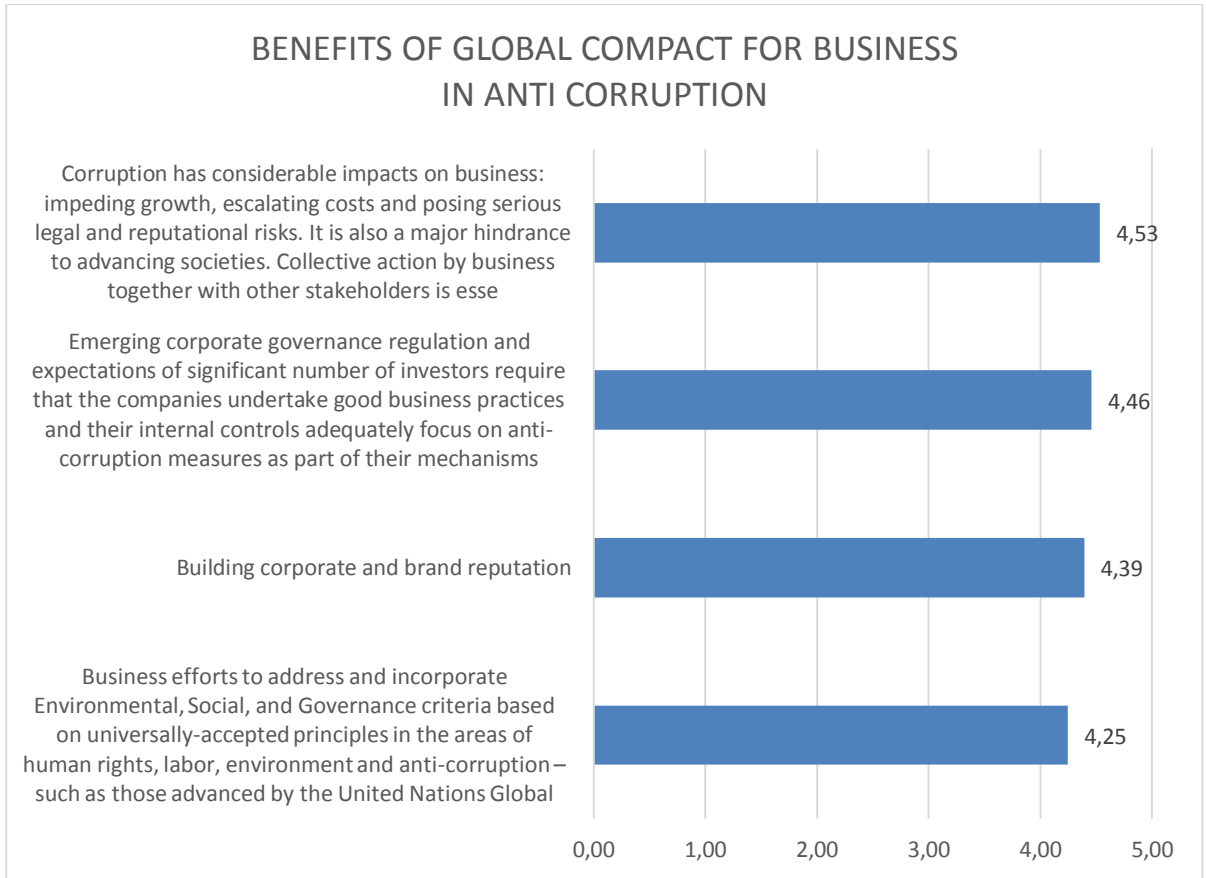 BENEFITS OF GLOBAL COMPACT FOR BUSINESS
IN ANTI CORRUPTION
Corruption has considerable impacts on business:
impeding growth, escalating costs and posing serious
legal and reputational risks. It is also a major hindrance
to advancing societies. Collective action by business
together with other stakeholders is esse
4,53
Emerging corporate governance regulation and
expectations of significant number of investors require
that the companies undertake good business practices
and their internal controls adequately focus on anti-
corruption measures as part of their mechanisms
4,46
Building corporate and brand reputation
4,39
Business efforts to address and incorporate
Environmental, Social, and Governance criteria based
on universally-accepted principles in the areas of
human rights, labor, environment and anti-corruption –
such as those advanced by the United Nations Global
4,25
0,00 1,00 2,00 3,00 4,00 5,00